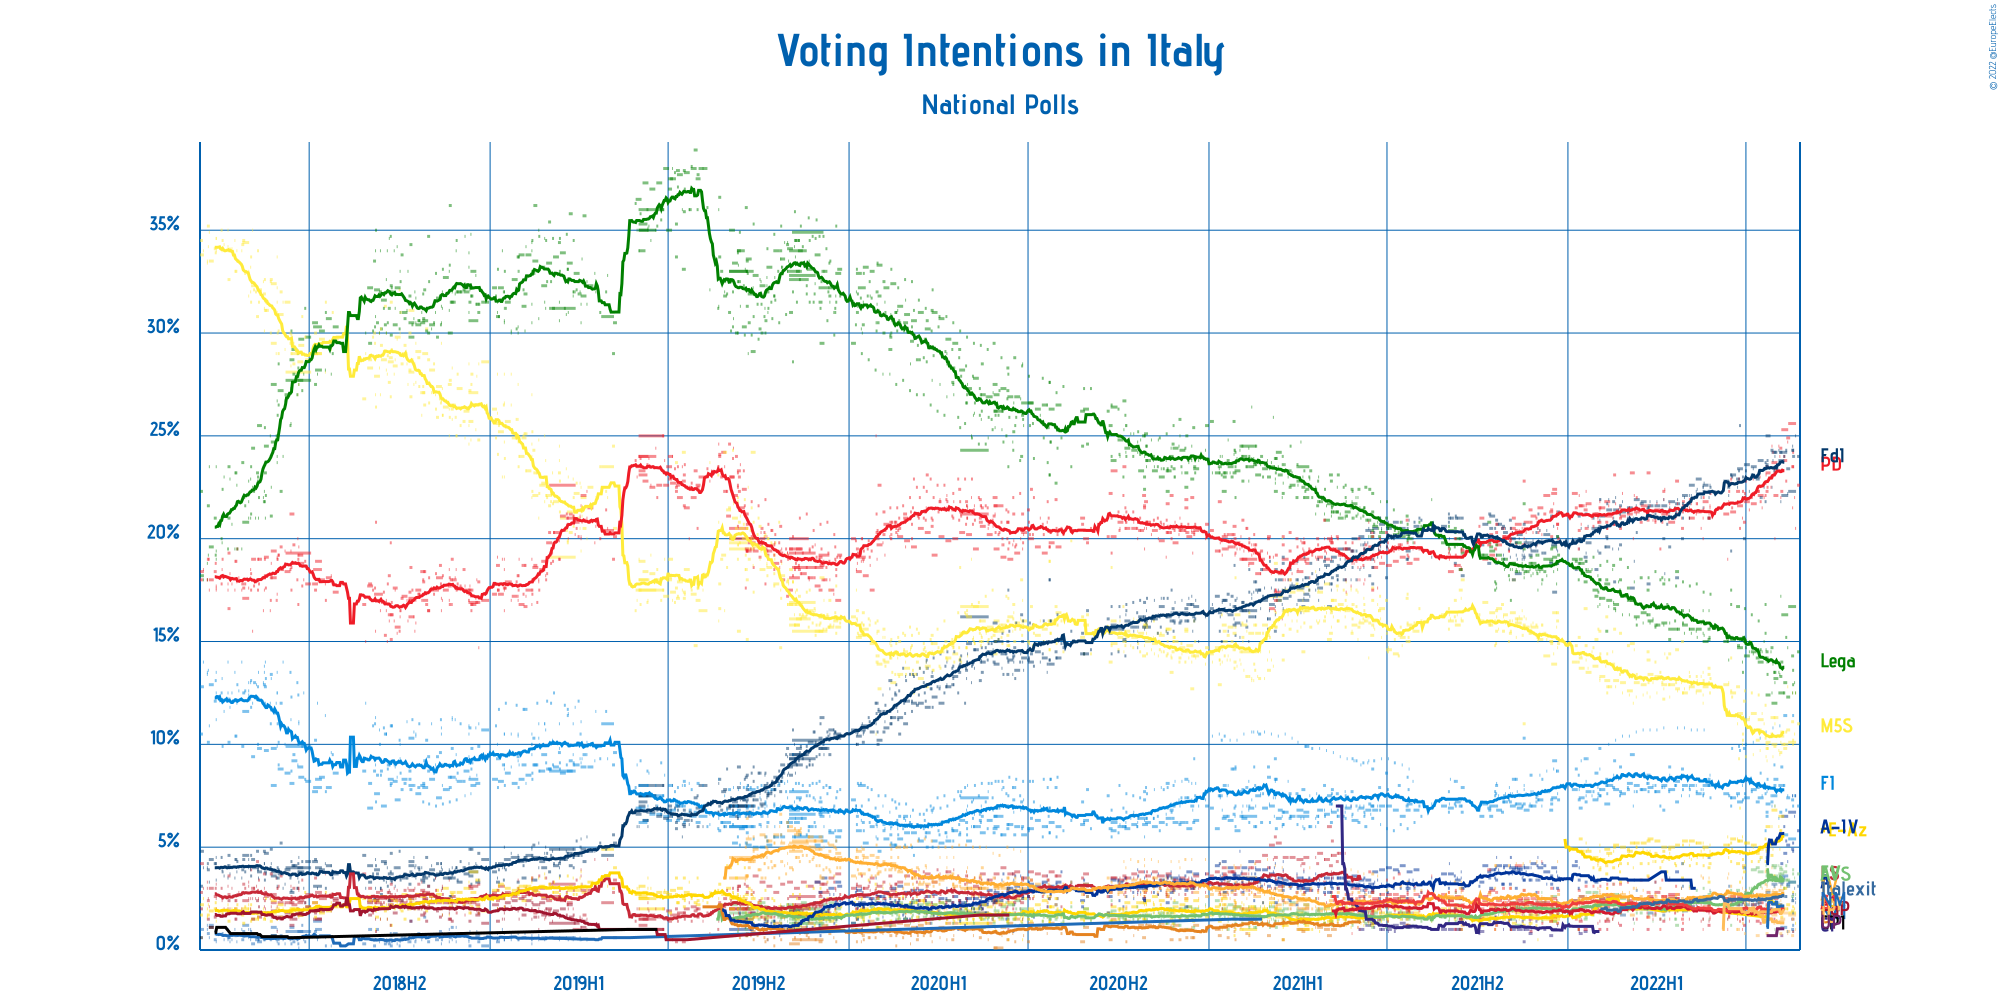 © 2022 @EuropeElects
Voting Intentions in Italy
National Polls
35%
30%
25%
20%
15%
10%
5%
0%
FdI
PD
Lega
M5S
FI
A-IV
Italexit
2018H2
2019H1
2019H2
2020H1
2020H2
2021H1
2021H2
2022H1